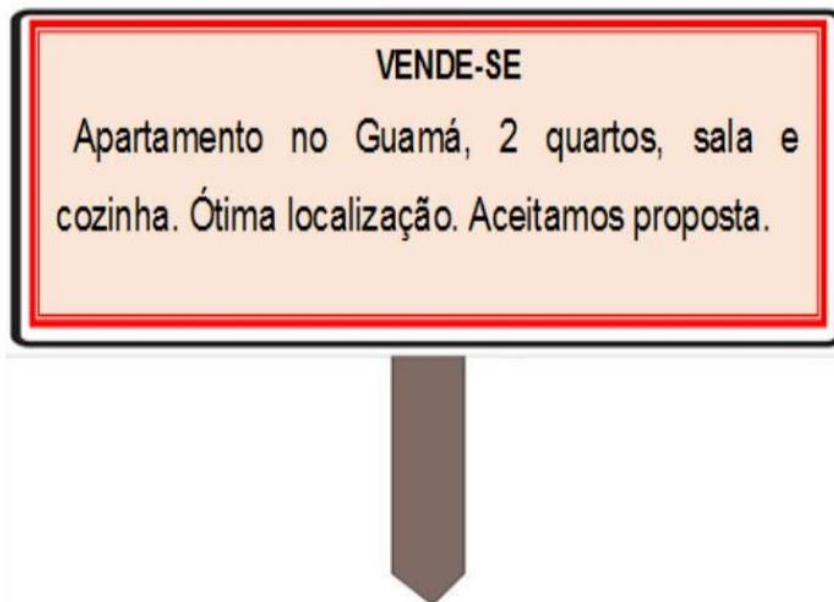 VENDE-SE
Apartamento no Guamá, 2 quartos, sala e
cozinha. Ótima localização. Aceitamos proposta.